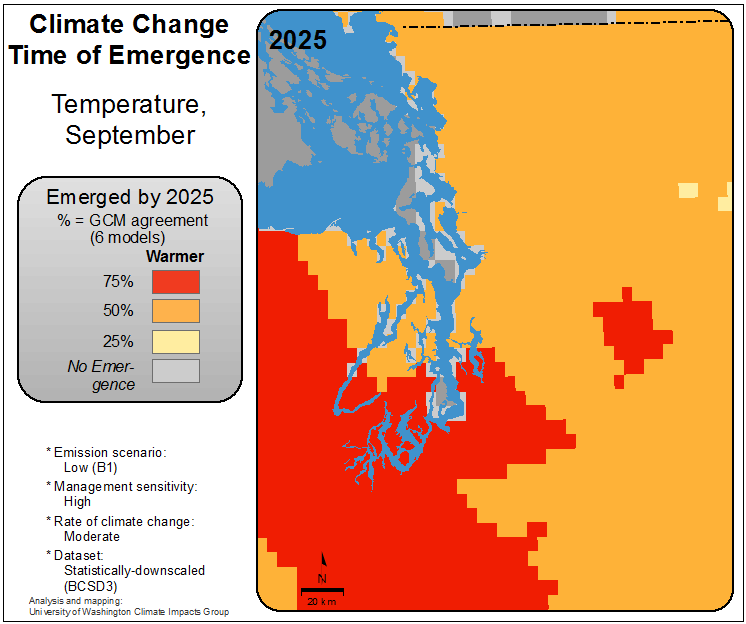 Climate Change
Time of Emergence
Temperature,
September
Emerged by 2025
% = GCM agreement
(6 models)
Warmer
75%
50%
25%
No Emer-
gence
* Emission scenario:
Low (B1)
* Management sensitivity:
High
* Rate of climate change:
Moderate
* Dataset:
Statistically-downscaled
(BCSD3)
Analysis and mapping:
University of Washington Climate Impacts Group
2025
N
20 km